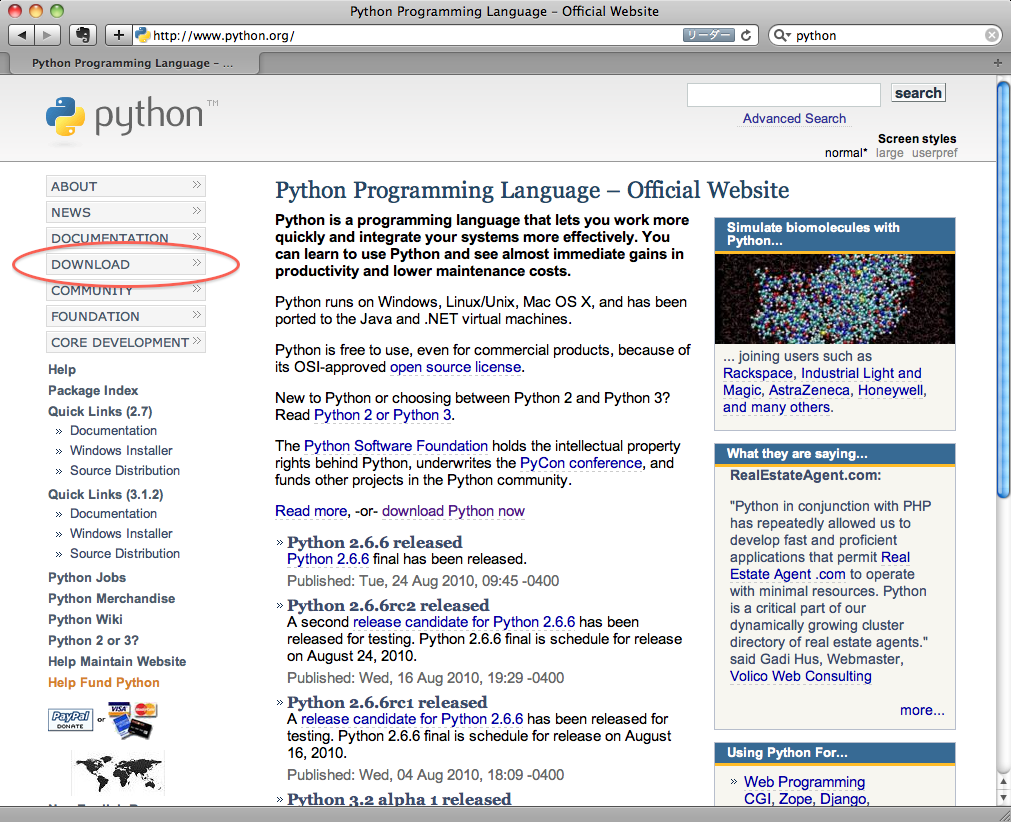 Python Programming Language – Official Website
http://www.python.org/
リーダー
python
Python Programming Language – ...
python™
search
Advanced Search
Screen styles
normal* large userpref
ABOUT »
NEWS »
DOCUMENTATION »
DOWNLOAD »
COMMUNITY »
FOUNDATION »
CORE DEVELOPMENT »
Help
Package Index
Quick Links (2.7)
» Documentation
» Windows Installer
» Source Distribution
Quick Links (3.1.2)
» Documentation
» Windows Installer
» Source Distribution
Python Jobs
Python Merchandise
Python Wiki
Python 2 or 3?
Help Maintain Website
Help Fund Python
PayPal
DONATE
or
VISA
Python Programming Language – Official Website
Python is a programming language that lets you work more
quickly and integrate your systems more effectively. You
can learn to use Python and see almost immediate gains in
productivity and lower maintenance costs.
Python runs on Windows, Linux/Unix, Mac OS X, and has been
ported to the Java and .NET virtual machines.
Python is free to use, even for commercial products, because of
its OSI-approved open source license.
New to Python or choosing between Python 2 and Python 3?
Read Python 2 or Python 3.
The Python Software Foundation holds the intellectual property
rights behind Python, underwrites the PyCon conference, and
funds other projects in the Python community.
Read more, -or- download Python now
» Python 2.6.6 released
Python 2.6.6 final has been released.
Published: Tue, 24 Aug 2010, 09:45 -0400
» Python 2.6.6rc2 released
A second release candidate for Python 2.6.6 has been
released for testing. Python 2.6.6 final is schedule for release
on August 24, 2010.
Published: Wed, 16 Aug 2010, 19:29 -0400
» Python 2.6.6rc1 released
A release candidate for Python 2.6.6 has been released for
testing. Python 2.6.6 final is schedule for release on August
16, 2010.
Published: Wed, 04 Aug 2010, 18:09 -0400
» Python 3.2 alpha 1 released
Simulate biomolecules with
Python...
... joining users such as
Rackspace, Industrial Light and
Magic, AstraZeneca, Honeywell,
and many others.
What they are saying...
RealEstateAgent.com:
"Python in conjunction with PHP
has repeatedly allowed us to
develop fast and proficient
applications that permit Real
Estate Agent .com to operate
with minimal resources. Python
is a critical part of our
dynamically growing cluster
directory of real estate agents."
said Gadi Hus, Webmaster,
Volico Web Consulting
more...
Using Python For...
» Web Programming
CGI, Zope, Django,